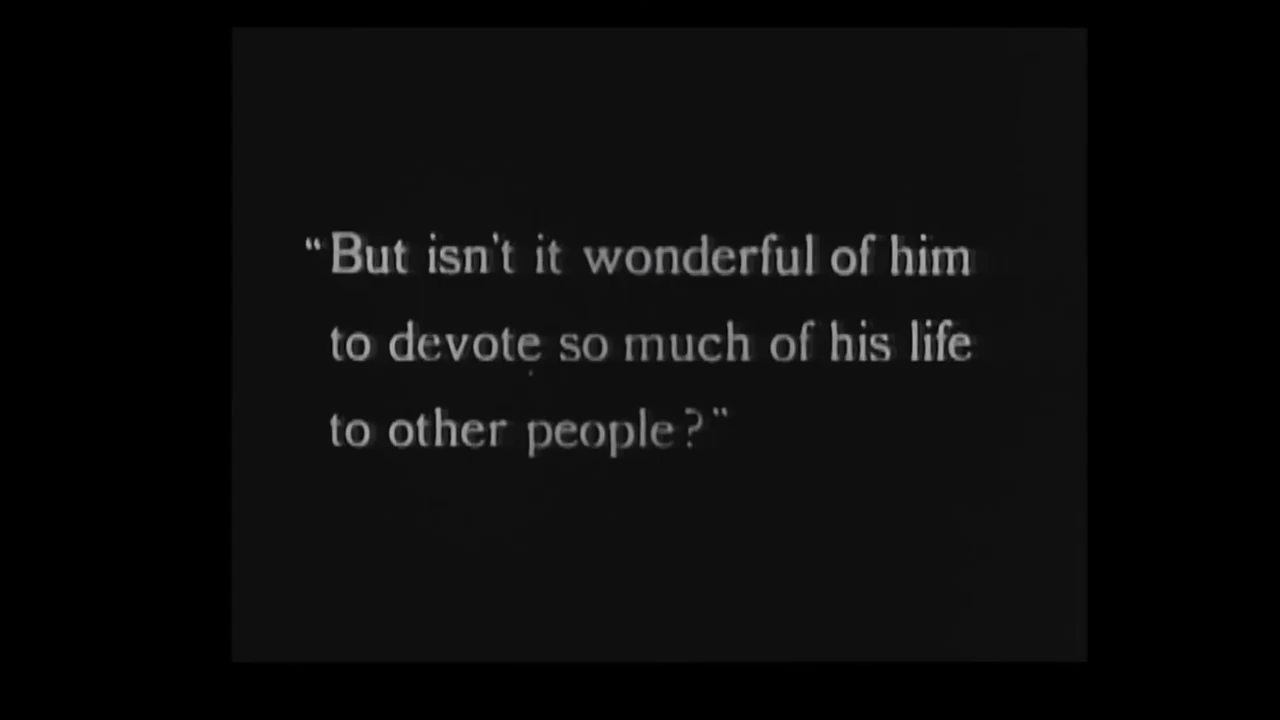 “But isn't it wonderful of him
to devote so much of his life
to other people?”